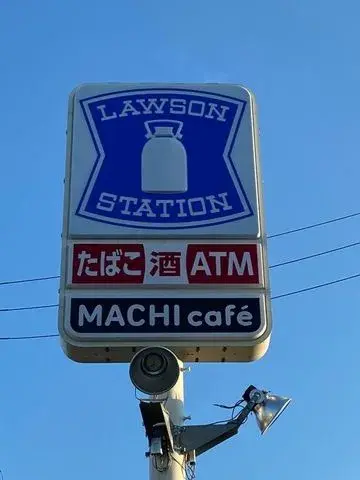 LAWSON
STATION
たばこ 酒 ATM
MACHI café